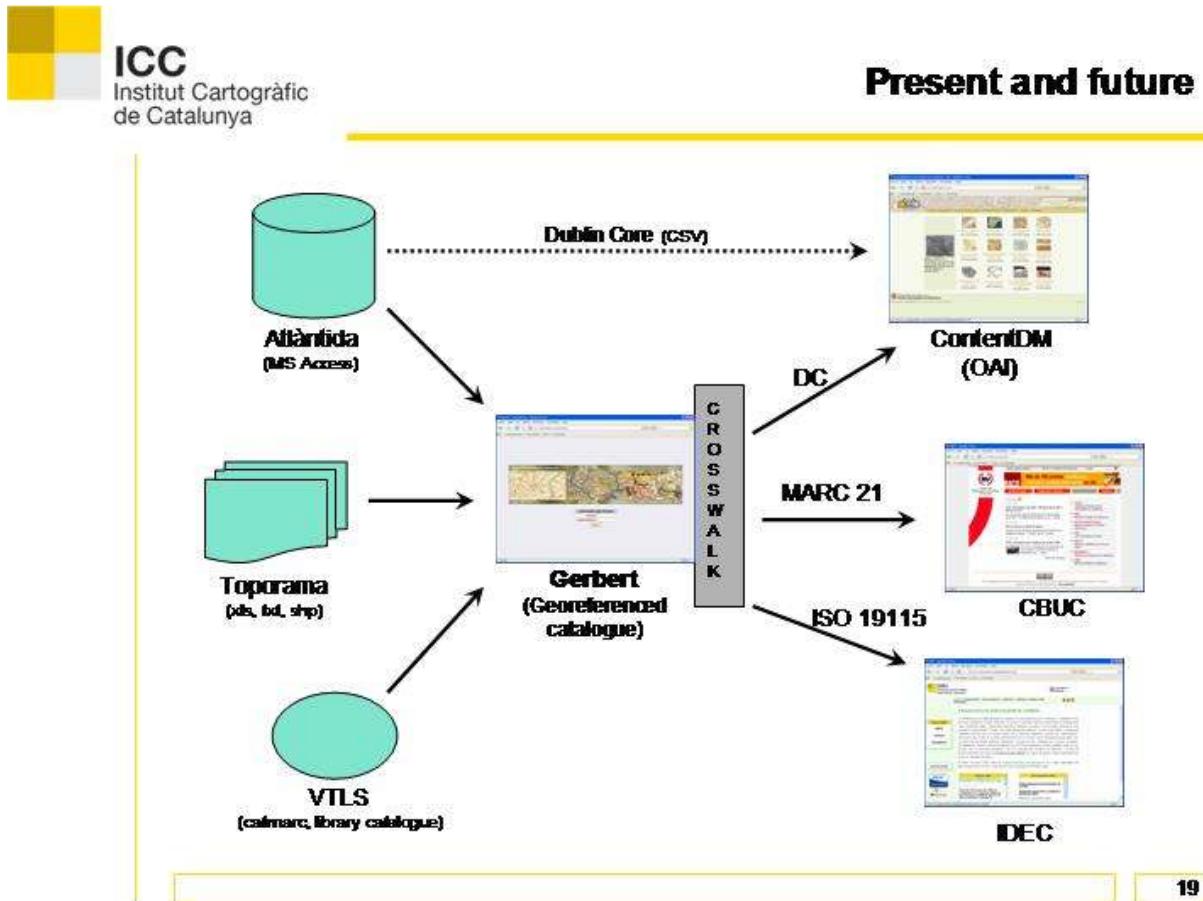 ICC
Institut Cartogràfic
de Catalunya
Present and future
Dublin Core (CSV)
Atlàntida
(MS Access)
ContentDM
(OAI)
DC
CROSSWALK
MARC 21
Toporama
(xls, txt, shp)
Gerbert
(Georeferenced
catalogue)
CBUC
ISO 19115
VTLS
(catmarc, library catalogue)
IDEC
19